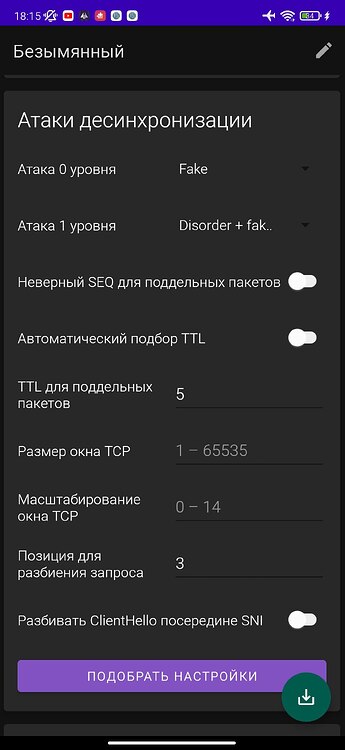 18:15
84
Безымянный
Атаки десинхронизации
Атака 0 уровня
Fake
Атака 1 уровня
Disorder + fak..
Неверный SEQ для поддельных пакетов
Автоматический подбор TTL
TTL для поддельных
пакетов
5
Размер окна TCP
1 – 65535
Масштабирование
окна TCP
0 – 14
Позиция для
разбиения запроса
3
Разбивать ClientHello посередине SNI
ПОДОБРАТЬ НАСТРОЙКИ